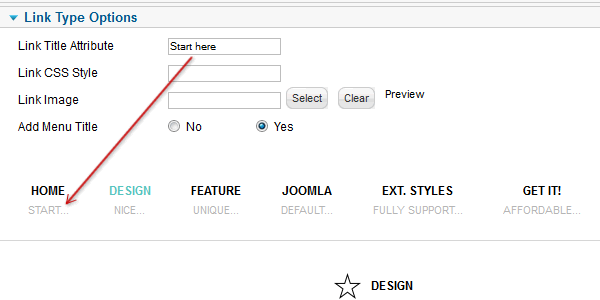 Link Type Options
Link Title Attribute Start here
Link CSS Style
Link Image Select Clear Preview
Add Menu Title No Yes
HOME DESIGN FEATURE JOOMLA EXT. STYLES GET IT!
START... NICE... UNIQUE... DEFAULT... FULLY SUPPORT... AFFORDABLE...
DESIGN